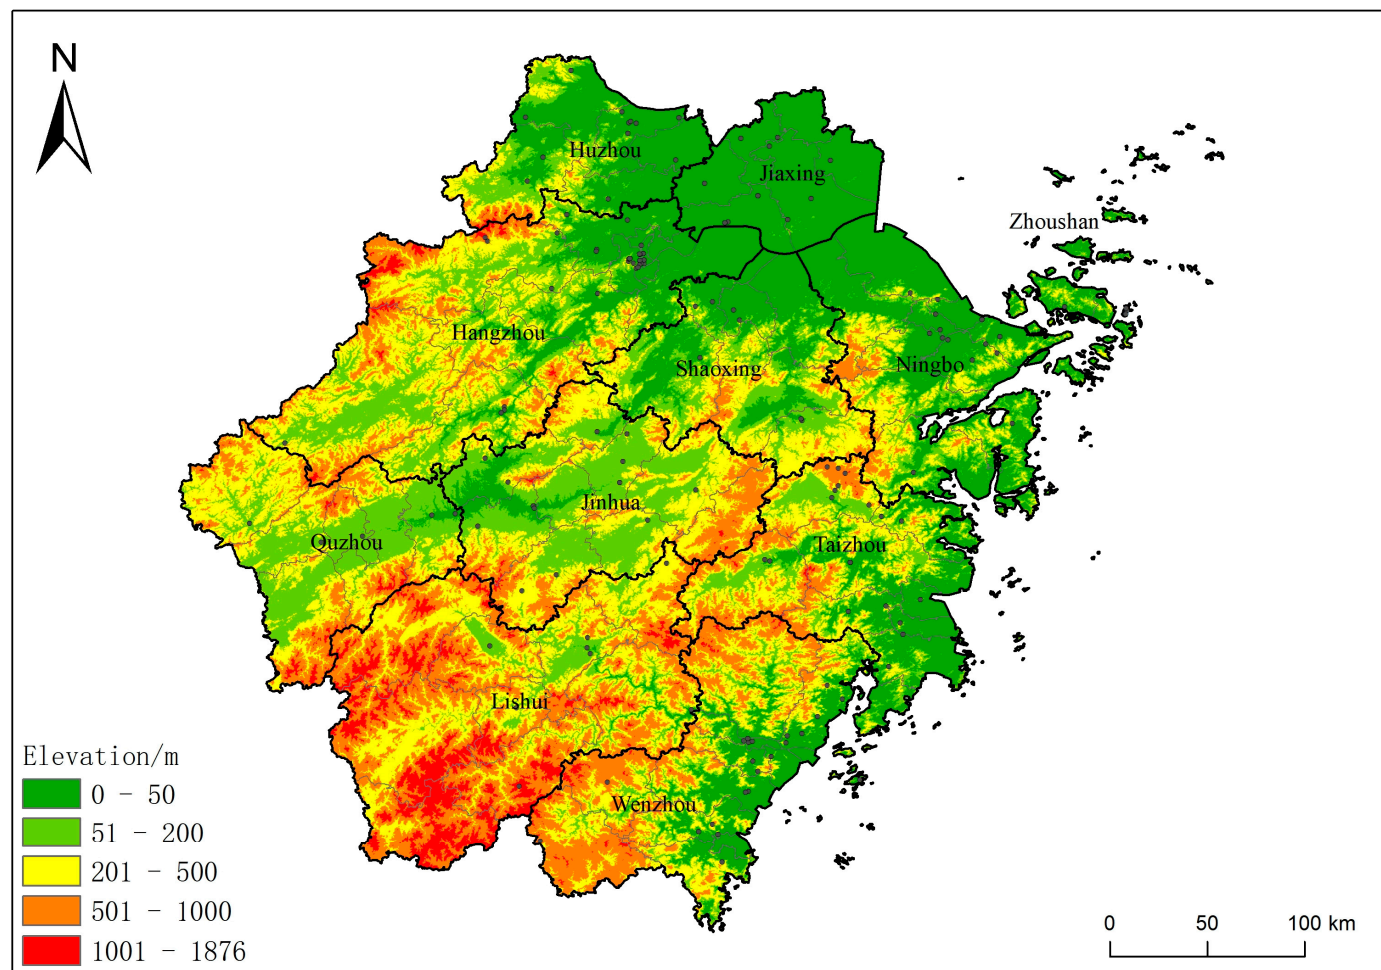 N
Huzhou
Jiaxing
Zhoushan
Hangzhou
Shaoxing
Ningbo
Jinhua
Quzhou
Taizhou
Lishui
Wenzhou
Elevation/m
0 - 50
51 - 200
201 - 500
501 - 1000
1001 - 1876
0 50 100 km